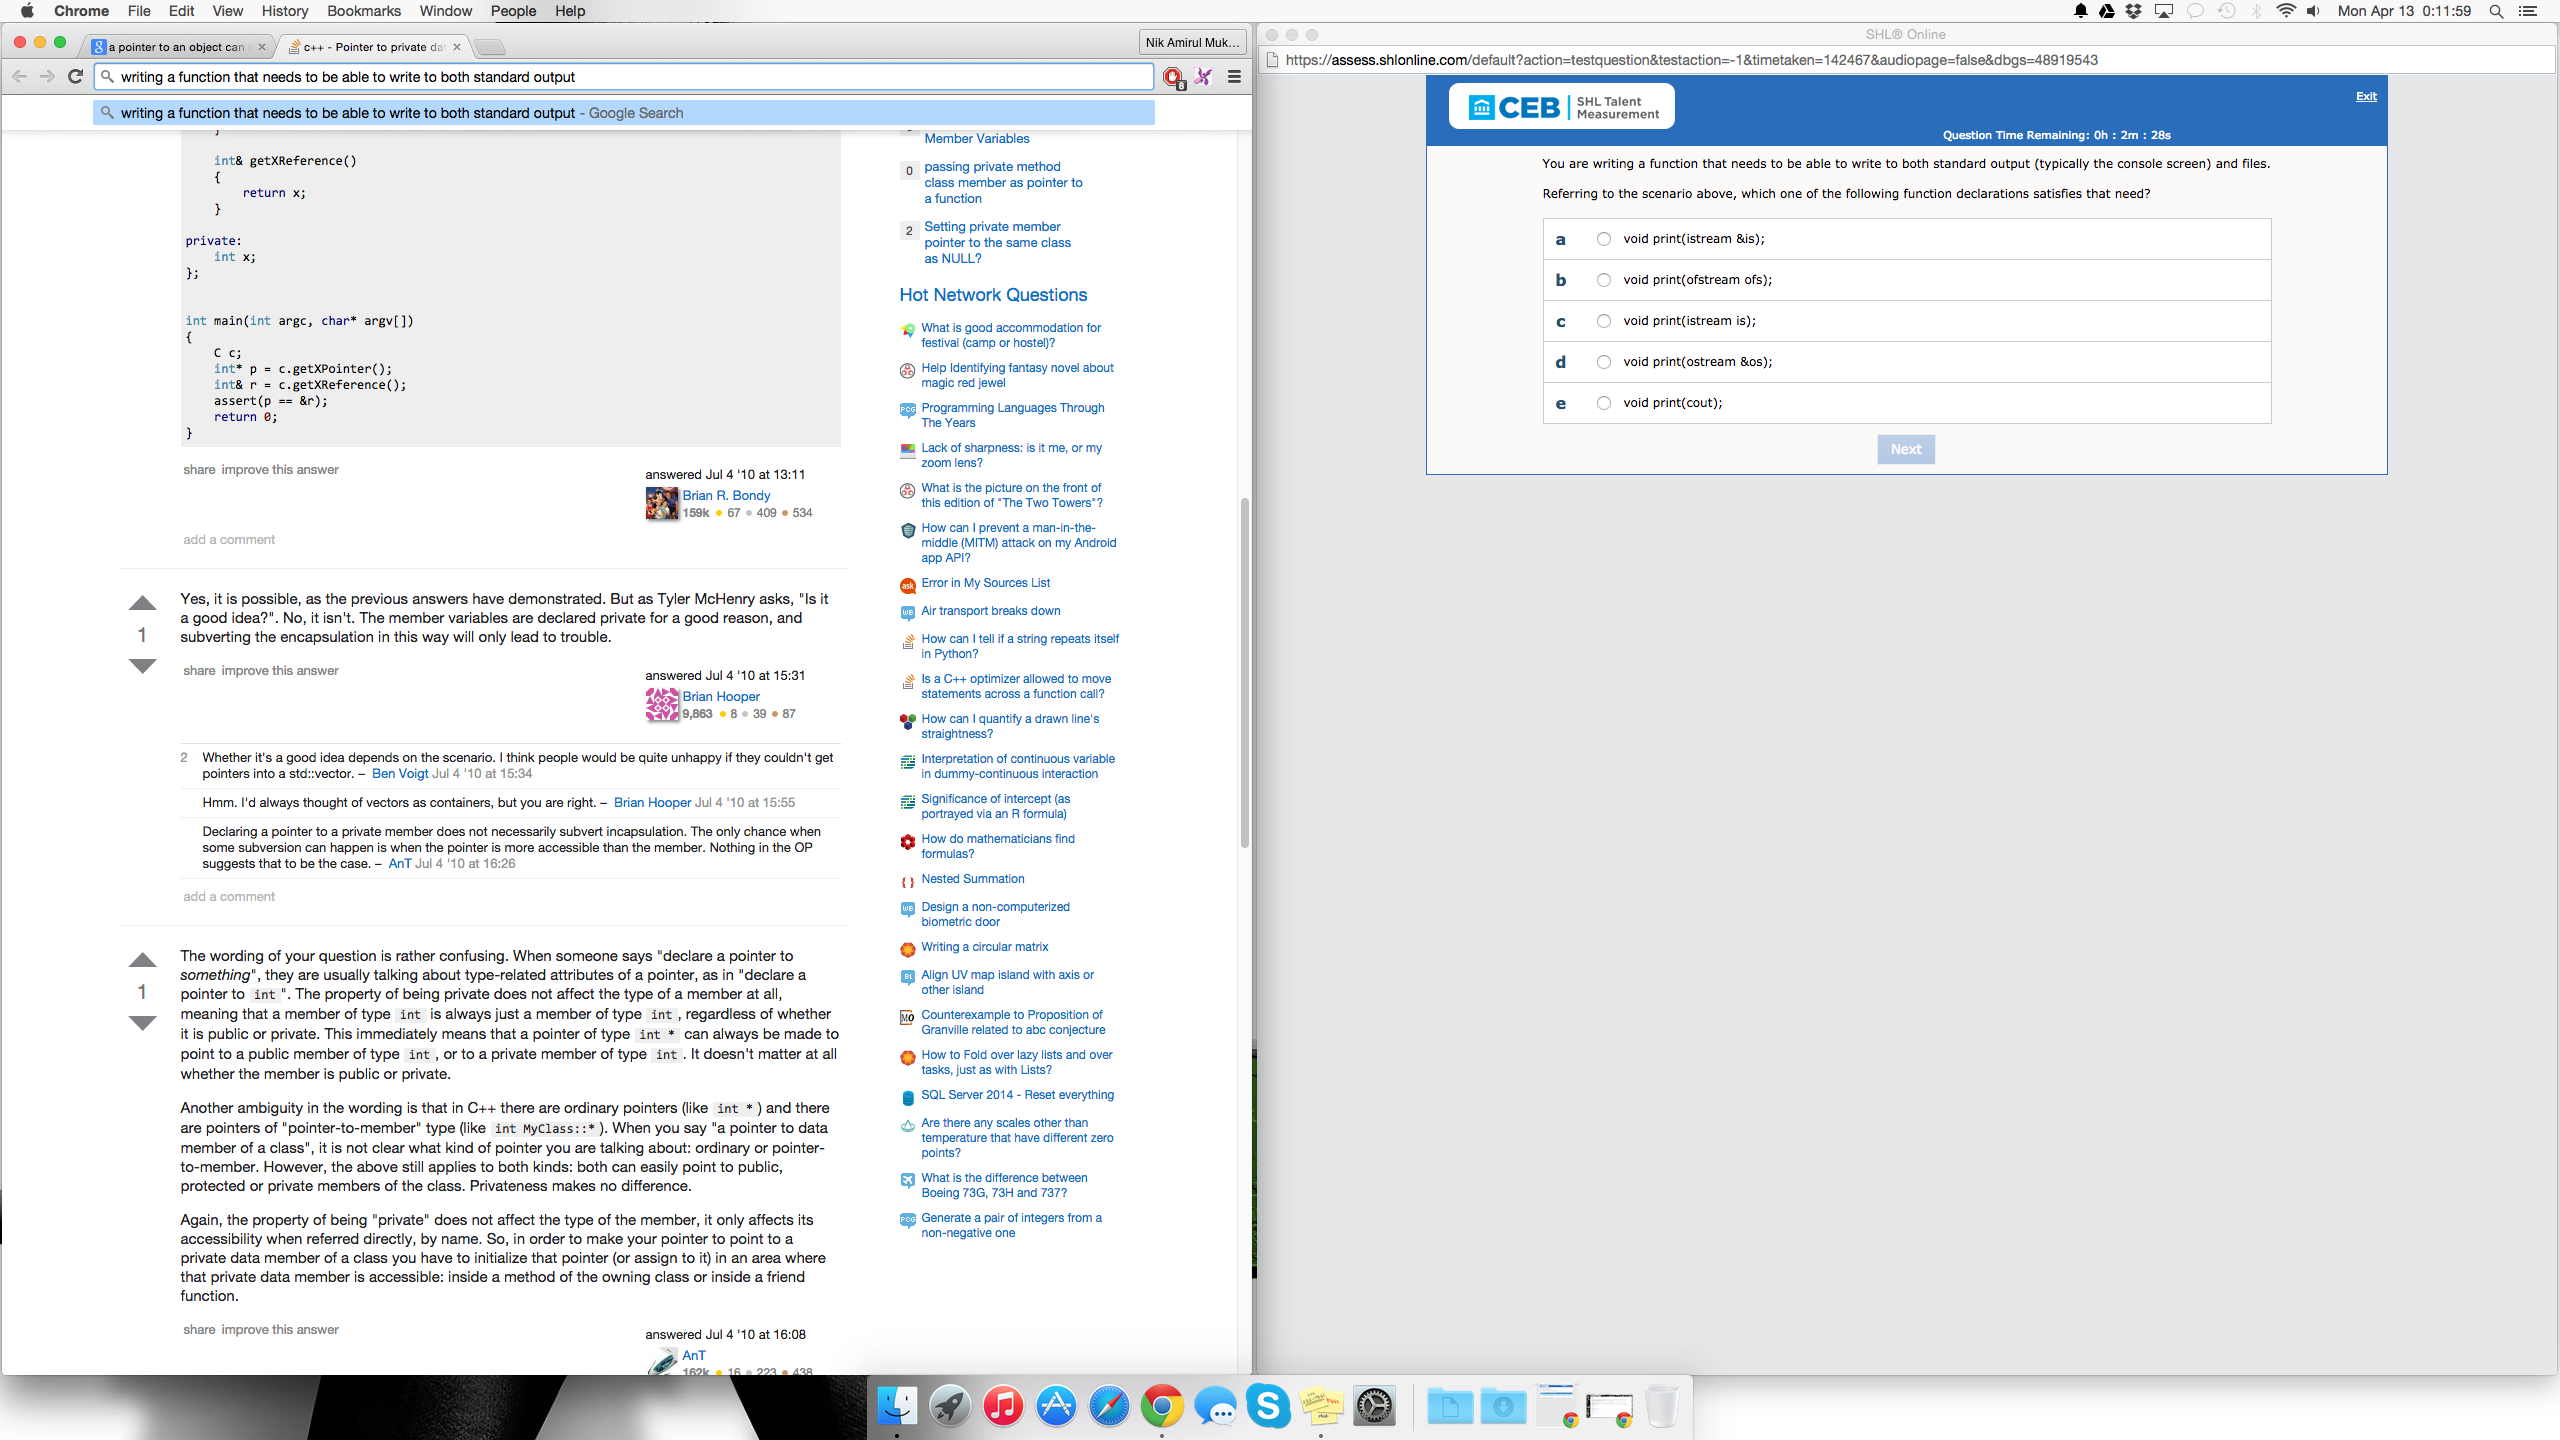 Chrome File Edit View History Bookmarks Window People Help
Mon Apr 13 0:11:59
a pointer to an object can
c++ - Pointer to private dat
Nik Amirul Muk...
writing a function that needs to be able to write to both standard output
writing a function that needs to be able to write to both standard output - Google Search
}
int& getXReference()
{
return x;
}
private:
int x;
};
int main(int argc, char* argv[])
{
C c;
int* p = c.getXPointer();
int& r = c.getXReference();
assert(p == &r);
return 0;
}
share improve this answer
answered Jul 4 '10 at 13:11
Brian R. Bondy
159k 67 409 534
add a comment
1
Yes, it is possible, as the previous answers have demonstrated. But as Tyler McHenry asks, "Is it
a good idea?". No, it isn't. The member variables are declared private for a good reason, and
subverting the encapsulation in this way will only lead to trouble.
share improve this answer
answered Jul 4 '10 at 15:31
Brian Hooper
9,863 8 39 87
2 Whether it's a good idea depends on the scenario. I think people would be quite unhappy if they couldn't get
pointers into a std::vector. – Ben Voigt Jul 4 '10 at 15:34
Hmm. I'd always thought of vectors as containers, but you are right. – Brian Hooper Jul 4 '10 at 15:55
Declaring a pointer to a private member does not necessarily subvert incapsulation. The only chance when
some subversion can happen is when the pointer is more accessible than the member. Nothing in the OP
suggests that to be the case. – AnT Jul 4 '10 at 16:26
add a comment
1
The wording of your question is rather confusing. When someone says "declare a pointer to
something", they are usually talking about type-related attributes of a pointer, as in "declare a
pointer to int ". The property of being private does not affect the type of a member at all,
meaning that a member of type int is always just a member of type int , regardless of whether
it is public or private. This immediately means that a pointer of type int * can always be made to
point to a public member of type int , or to a private member of type int . It doesn't matter at all
whether the member is public or private.
Another ambiguity in the wording is that in C++ there are ordinary pointers (like int * ) and there
are pointers of "pointer-to-member" type (like int MyClass::* ). When you say "a pointer to data
member of a class", it is not clear what kind of pointer you are talking about: ordinary or pointer-
to-member. However, the above still applies to both kinds: both can easily point to public,
protected or private members of the class. Privateness makes no difference.
Again, the property of being "private" does not affect the type of the member, it only affects its
accessibility when referred directly, by name. So, in order to make your pointer to point to a
private data member of a class you have to initialize that pointer (or assign to it) in an area where
that private data member is accessible: inside a method of the owning class or inside a friend
function.
share improve this answer
answered Jul 4 '10 at 16:08
AnT
162k 16 223 438
Member Variables
0 passing private method
class member as pointer to
a function
2 Setting private member
pointer to the same class
as NULL?
Hot Network Questions
What is good accommodation for
festival (camp or hostel)?
Help Identifying fantasy novel about
magic red jewel
Programming Languages Through
The Years
Lack of sharpness: is it me, or my
zoom lens?
What is the picture on the front of
this edition of "The Two Towers"?
How can I prevent a man-in-the-
middle (MITM) attack on my Android
app API?
Error in My Sources List
Air transport breaks down
How can I tell if a string repeats itself
in Python?
Is a C++ optimizer allowed to move
statements across a function call?
How can I quantify a drawn line's
straightness?
Interpretation of continuous variable
in dummy-continuous interaction
Significance of intercept (as
portrayed via an R formula)
How do mathematicians find
formulas?
Nested Summation
Design a non-computerized
biometric door
Writing a circular matrix
Align UV map island with axis or
other island
Counterexample to Proposition of
Granville related to abc conjecture
How to Fold over lazy lists and over
tasks, just as with Lists?
SQL Server 2014 - Reset everything
Are there any scales other than
temperature that have different zero
points?
What is the difference between
Boeing 73G, 73H and 737?
Generate a pair of integers from a
non-negative one
SHL® Online
https://assess.shlonline.com/default?action=testquestion&testaction=-1&timetaken=142467&audiopage=false&dbgs=48919543
CEB SHL Talent
Measurement
Exit
Question Time Remaining: 0h : 2m : 28s
You are writing a function that needs to be able to write to both standard output (typically the console screen) and files.
Referring to the scenario above, which one of the following function declarations satisfies that need?
a void print(istream &is);
b void print(ofstream ofs);
c void print(istream is);
d void print(ostream &os);
e void print(cout);
Next